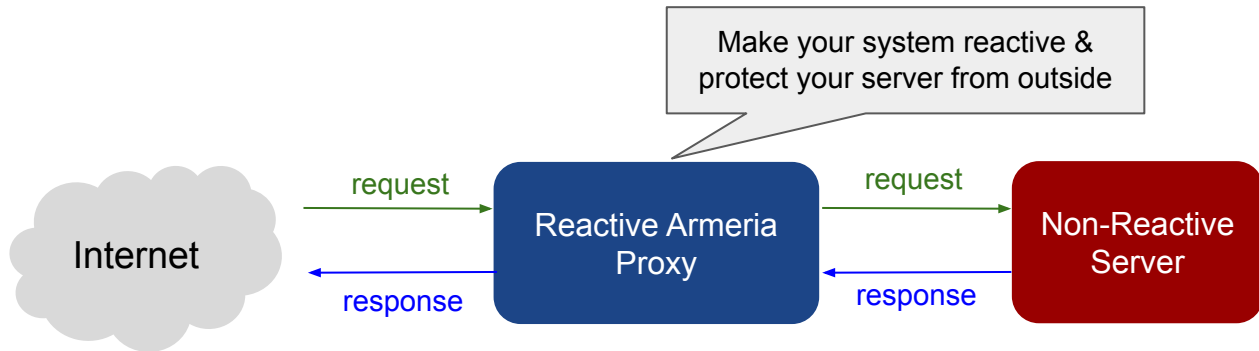 Make your system reactive &
protect your server from outside
Internet
request
response
Reactive Armeria
Proxy
request
response
Non-Reactive
Server